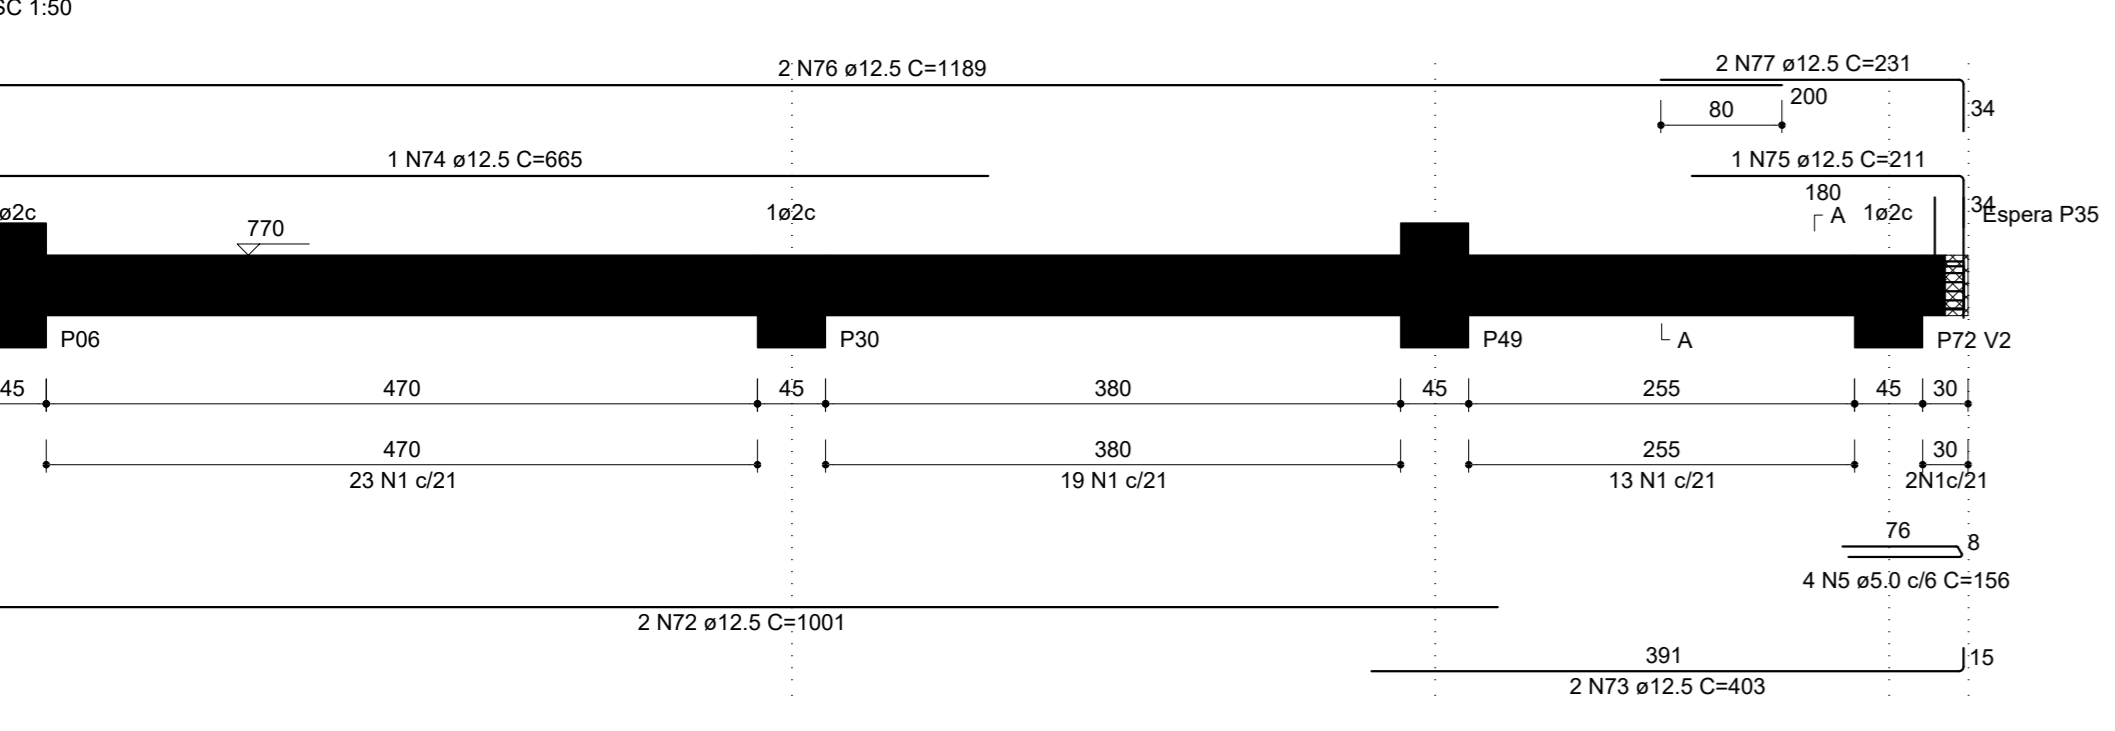 SC 1:50
2 N77 ø12.5 C=231
2 N76 ø12.5 C=1189
200
34
80
1 N74 ø12.5 C=665
1 N75 ø12.5 C=211
180
34
ø2c
1ø2c
A
1ø2c
Espera P35
770
P06
P30
P49
A
P72 V2
45
470
45
380
45
255
45
30
470
380
255
30
23 N1 c/21
19 N1 c/21
13 N1 c/21
2N1c/21
76
8
4 N5 ø5.0 c/6 C=156
2 N72 ø12.5 C=1001
391
15
2 N73 ø12.5 C=403